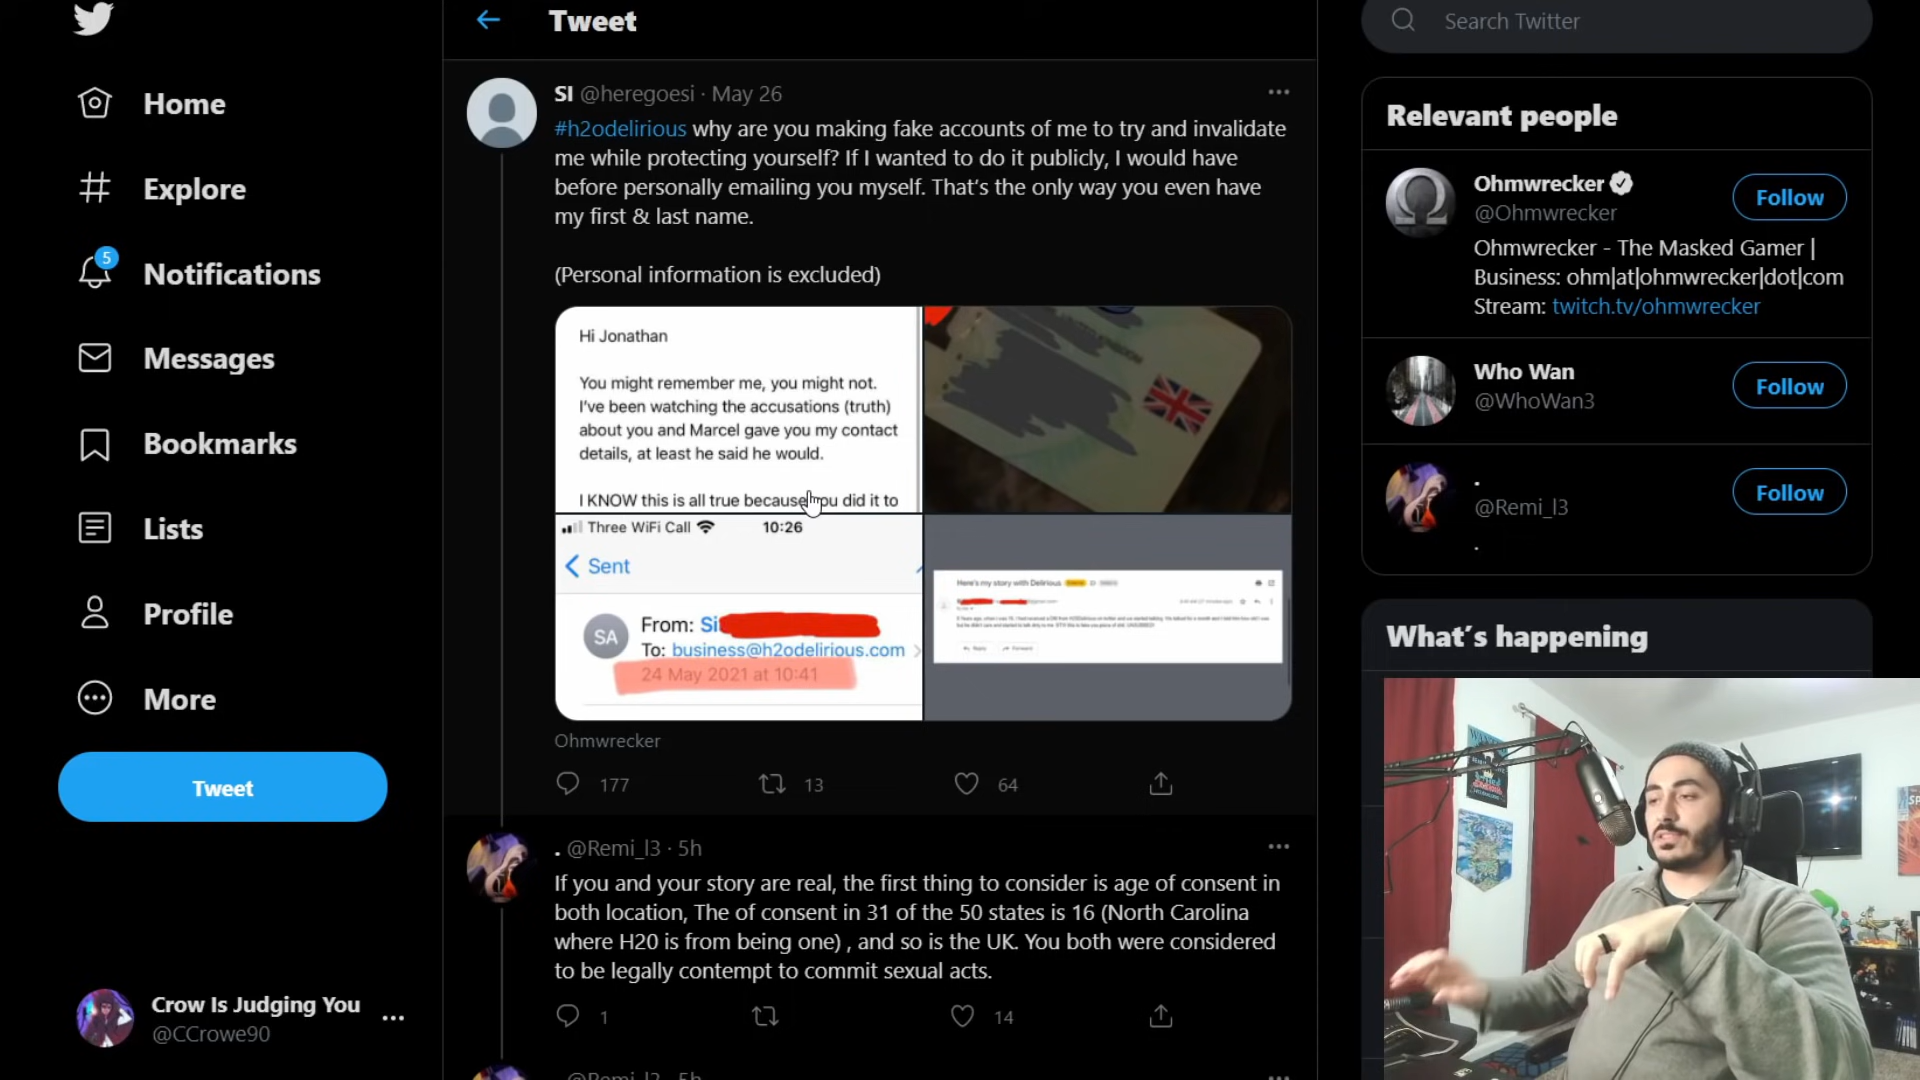 Home
Explore
5
Notifications
Messages
Bookmarks
Lists
Profile
More
Tweet
Crow Is Judging You
@CCrowe90
Tweet
SI @heregoesi · May 26
#h2odelirious why are you making fake accounts of me to try and invalidate
me while protecting yourself? If I wanted to do it publicly, I would have
before personally emailing you myself. That's the only way you even have
my first & last name.
(Personal information is excluded)
Hi Jonathan
You might remember me, you might not.
I've been watching the accusations (truth)
about you and Marcel gave you my contact
details, at least he said he would.
I KNOW this is all true because you did it to
Three WiFi Call 10:26
Sent
SA
From: Si
To: business@h2odelirious.com
24 May 2021 at 10:41
Here's my story with Delirious
Reply Forward
Ohmwrecker
177 13 64
. @Remi_l3 · 5h
If you and your story are real, the first thing to consider is age of consent in
both location, The of consent in 31 of the 50 states is 16 (North Carolina
where H20 is from being one) , and so is the UK. You both were considered
to be legally contempt to commit sexual acts.
1 14
@Remi_l3 · 5h
Search Twitter
Relevant people
Ohmwrecker
@Ohmwrecker
Follow
Ohmwrecker - The Masked Gamer |
Business: ohm|at|ohmwrecker|dot|com
Stream: twitch.tv/ohmwrecker
Who Wan
@WhoWan3
Follow
.
@Remi_l3
Follow
.
What's happening
WANTED